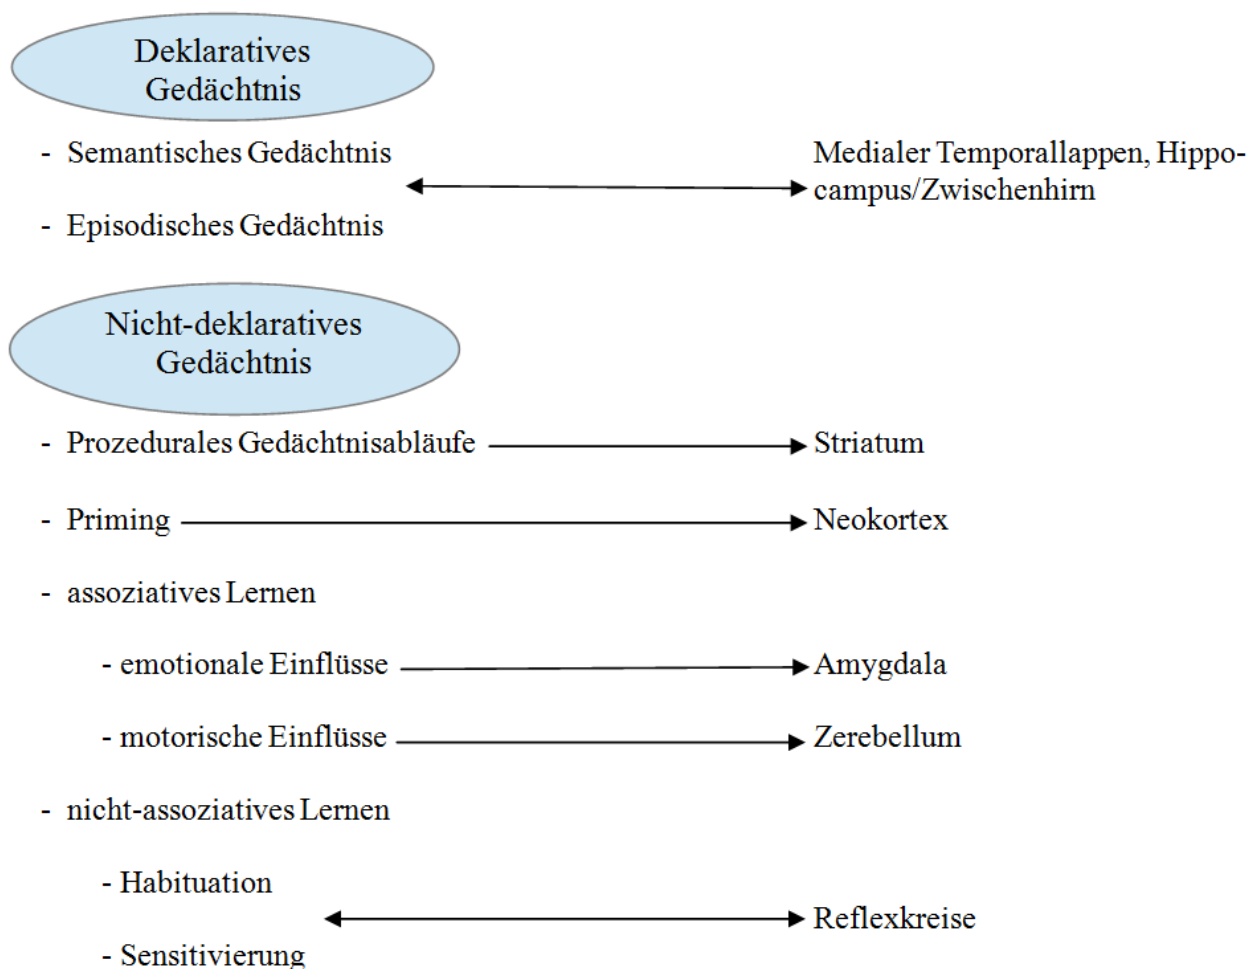 Deklaratives
Gedächtnis
- Semantisches Gedächtnis
Medialer Temporallappen, Hippo-
campus/Zwischenhirn
- Episodisches Gedächtnis
Nicht-deklaratives
Gedächtnis
- Prozedurales Gedächtnisabläufe
Striatum
- Priming
Neokortex
- assoziatives Lernen
- emotionale Einflüsse
Amygdala
- motorische Einflüsse
Zerebellum
- nicht-assoziatives Lernen
- Habituation
Reflexkreise
- Sensitivierung